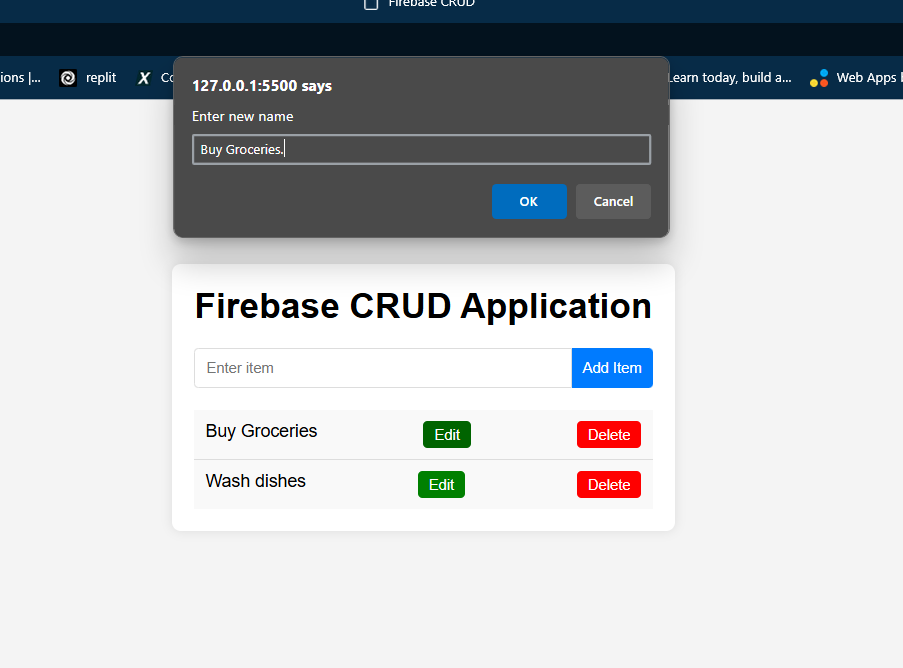 Firebase CRUD
ions |...
replit
Co
Learn today, build a...
Web Apps
127.0.0.1:5500 says
Enter new name
Buy Groceries.
OK
Cancel
Firebase CRUD Application
Enter item
Add Item
Buy Groceries
Edit
Delete
Wash dishes
Edit
Delete